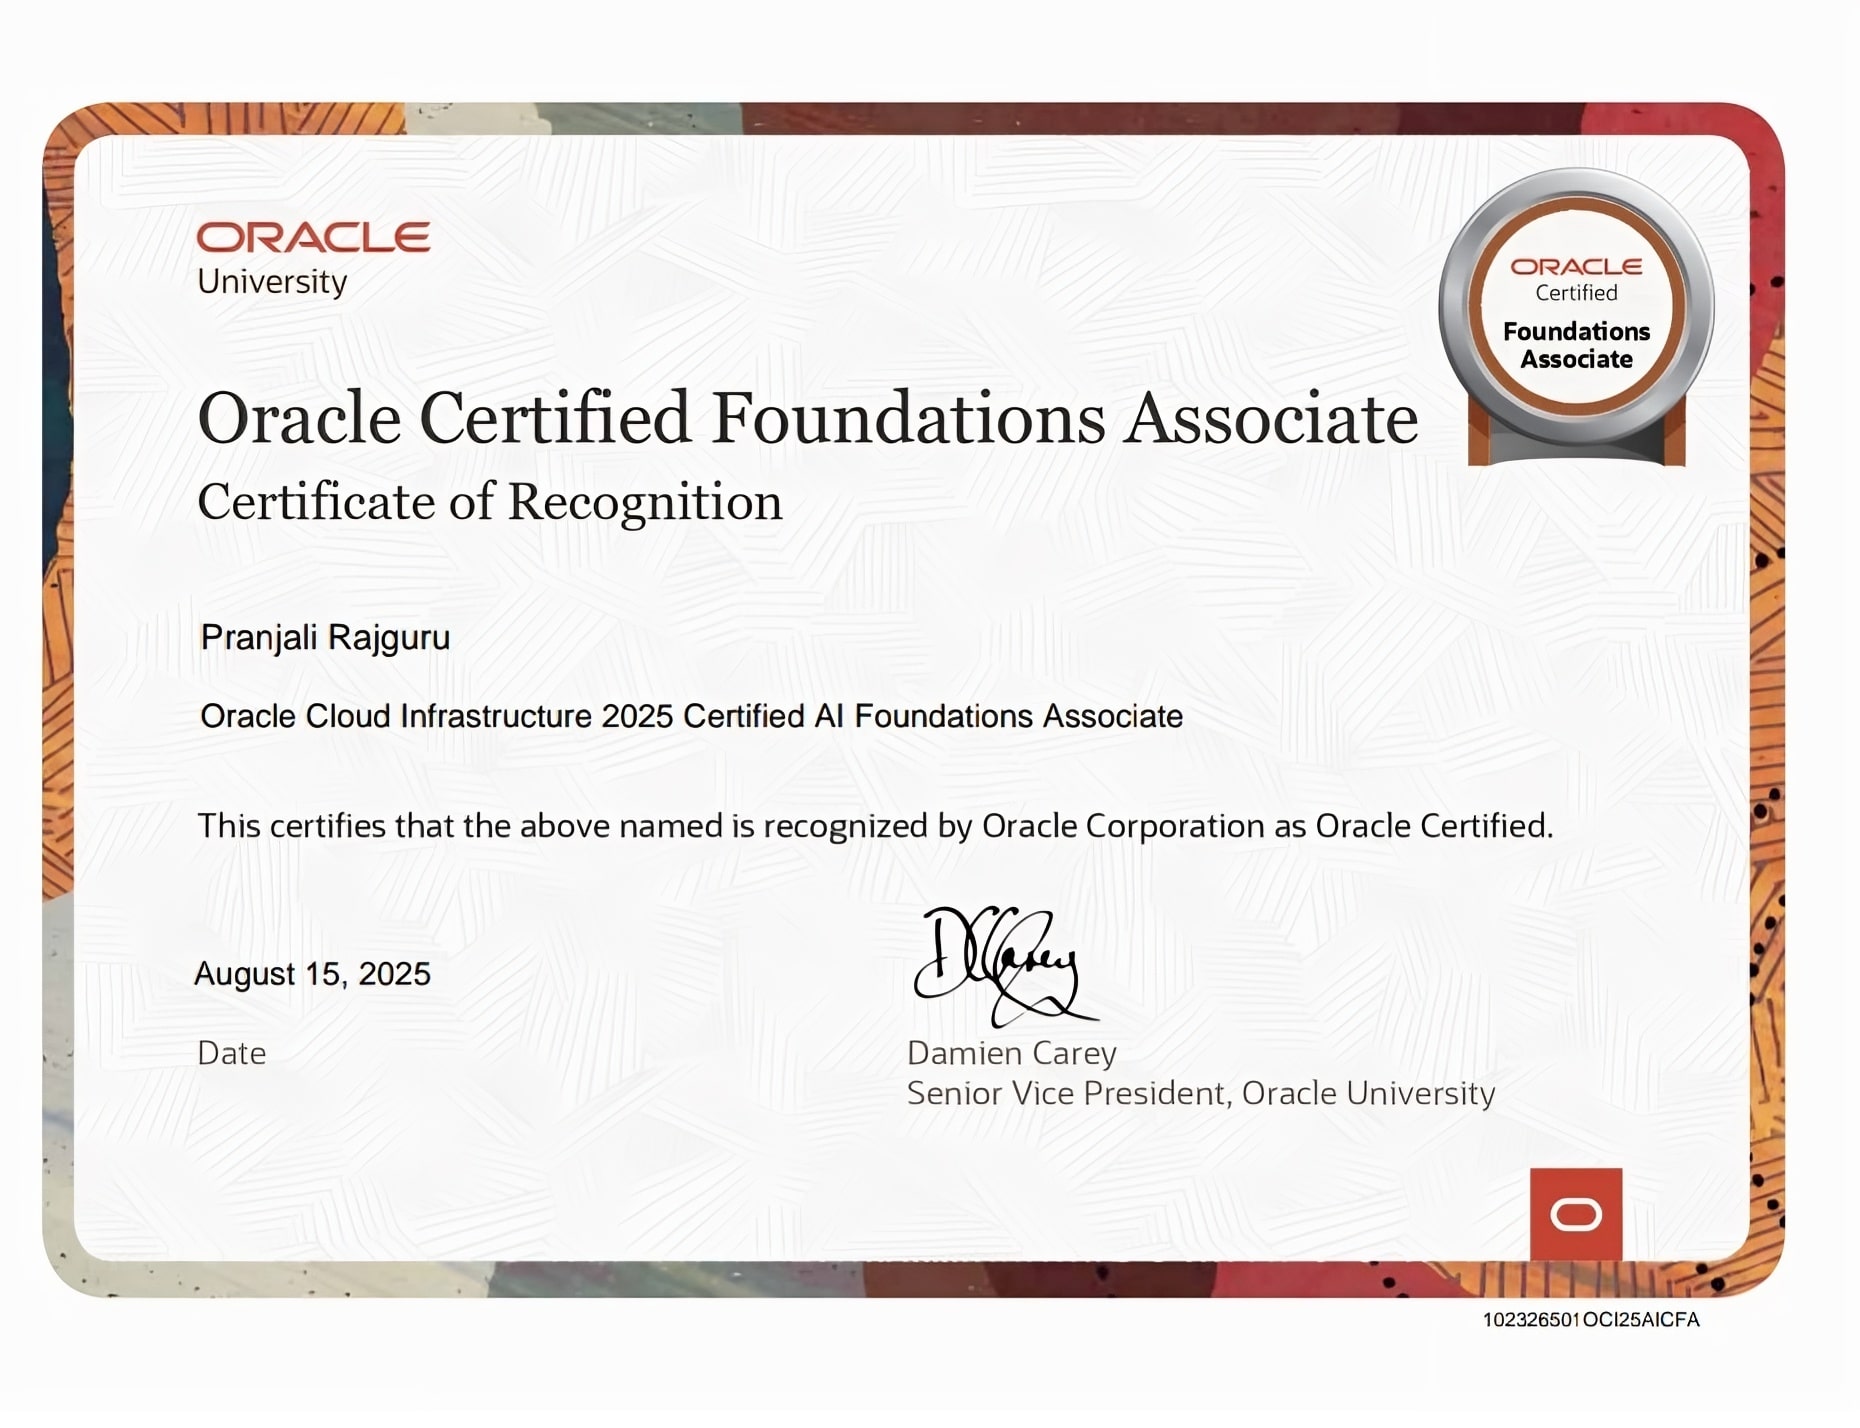 ORACLE
University
ORACLE
Certified
Foundations
Associate
Oracle Certified Foundations Associate
Certificate of Recognition
Pranjali Rajguru
Oracle Cloud Infrastructure 2025 Certified AI Foundations Associate
This certifies that the above named is recognized by Oracle Corporation as Oracle Certified.
August 15, 2025
Date
Damien Carey
Senior Vice President, Oracle University
102326501OCI25AICFA